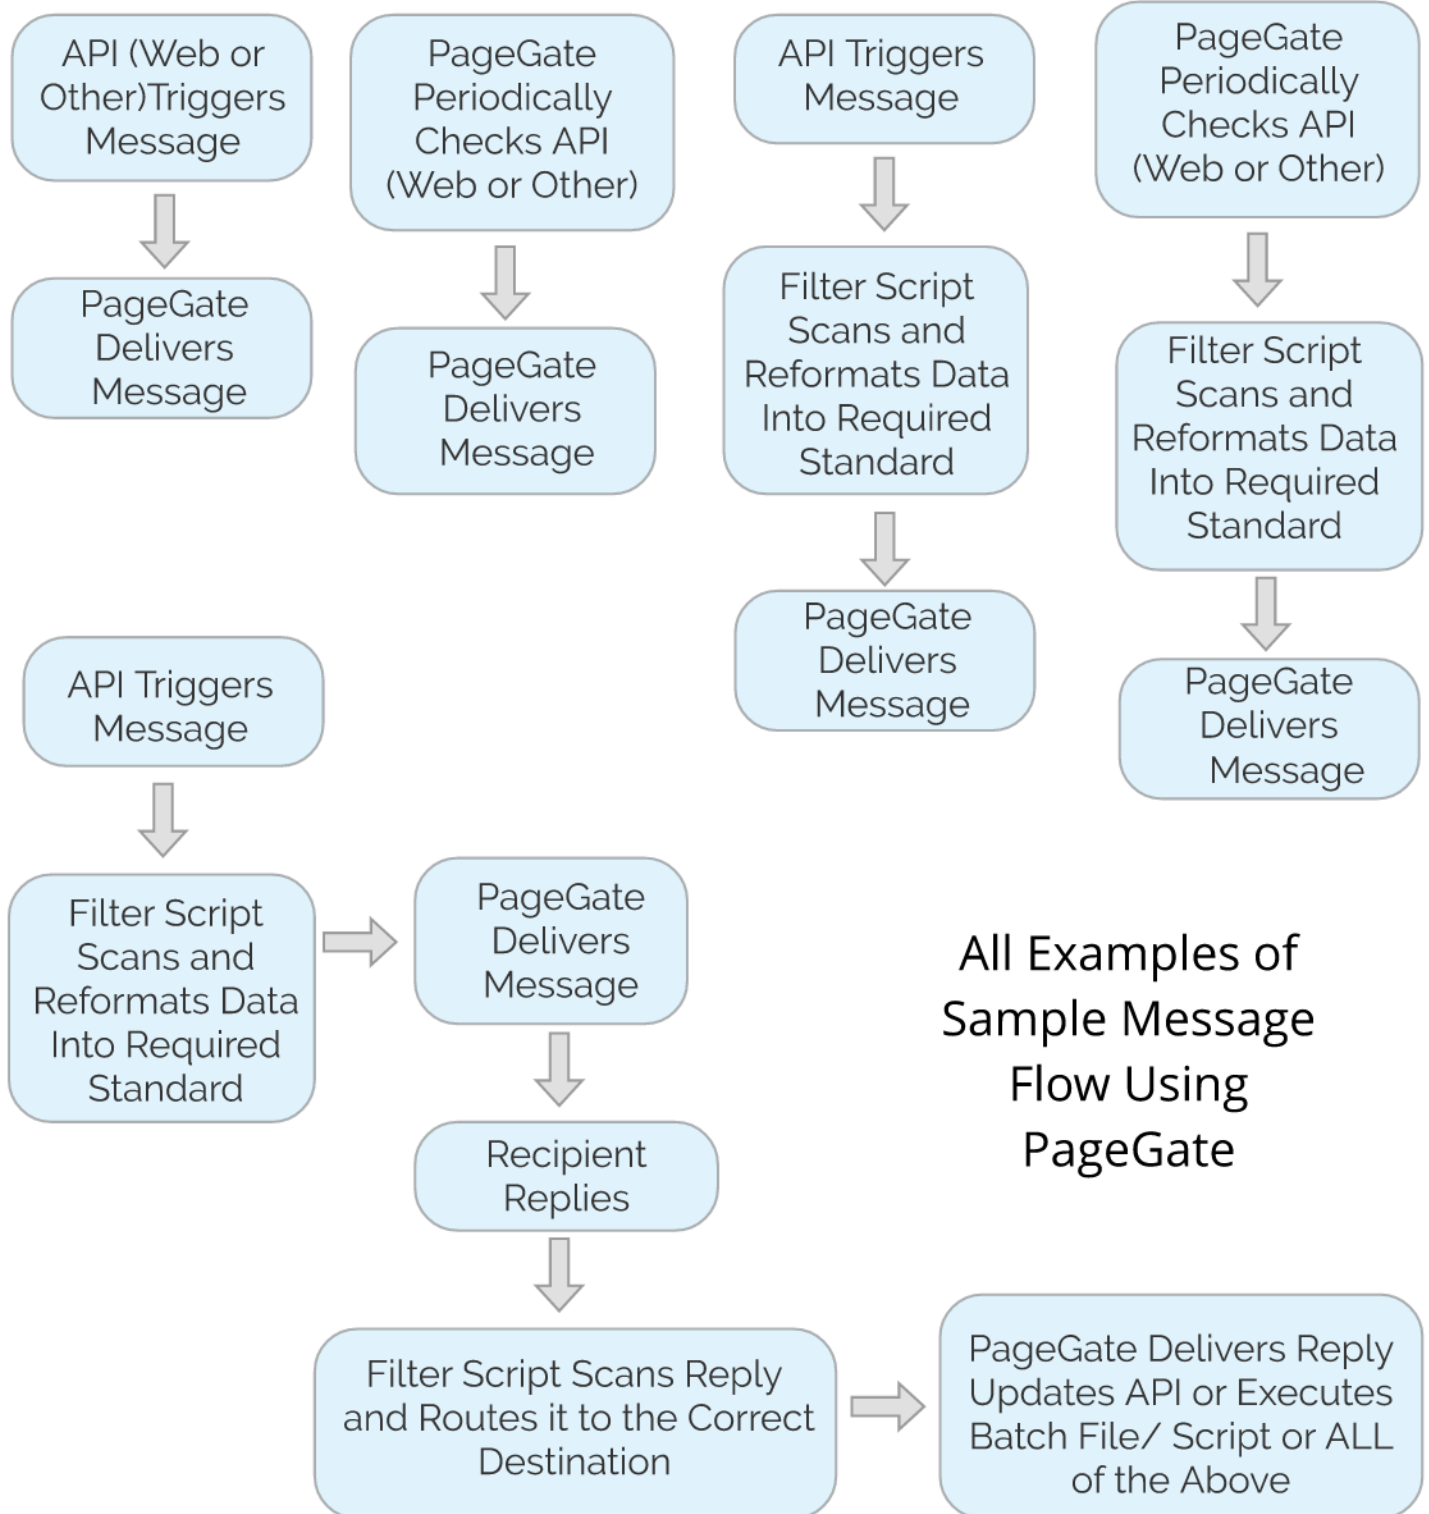 API (Web or
Other)Triggers
Message
PageGate
Delivers
Message
PageGate
Periodically
Checks API
(Web or Other)
PageGate
Delivers
Message
API Triggers
Message
Filter Script
Scans and
Reformats Data
Into Required
Standard
PageGate
Delivers
Message
PageGate
Periodically
Checks API
(Web or Other)
Filter Script
Scans and
Reformats Data
Into Required
Standard
PageGate
Delivers
Message
API Triggers
Message
Filter Script
Scans and
Reformats Data
Into Required
Standard
PageGate
Delivers
Message
Recipient
Replies
Filter Script Scans Reply
and Routes it to the Correct
Destination
PageGate Delivers Reply
Updates API or Executes
Batch File/ Script or ALL
of the Above
All Examples of
Sample Message
Flow Using
PageGate